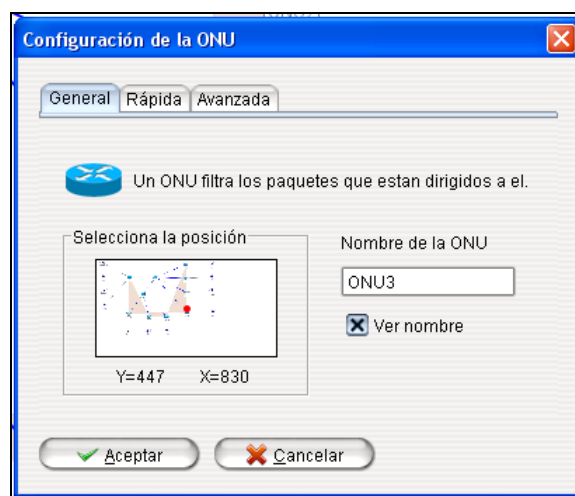 Configuración de la ONU
General Rápida Avanzada
Un ONU filtra los paquetes que estan dirigidos a el.
Selecciona la posición
Y=447 X=830
Nombre de la ONU
ONU3
Ver nombre
Aceptar Cancelar